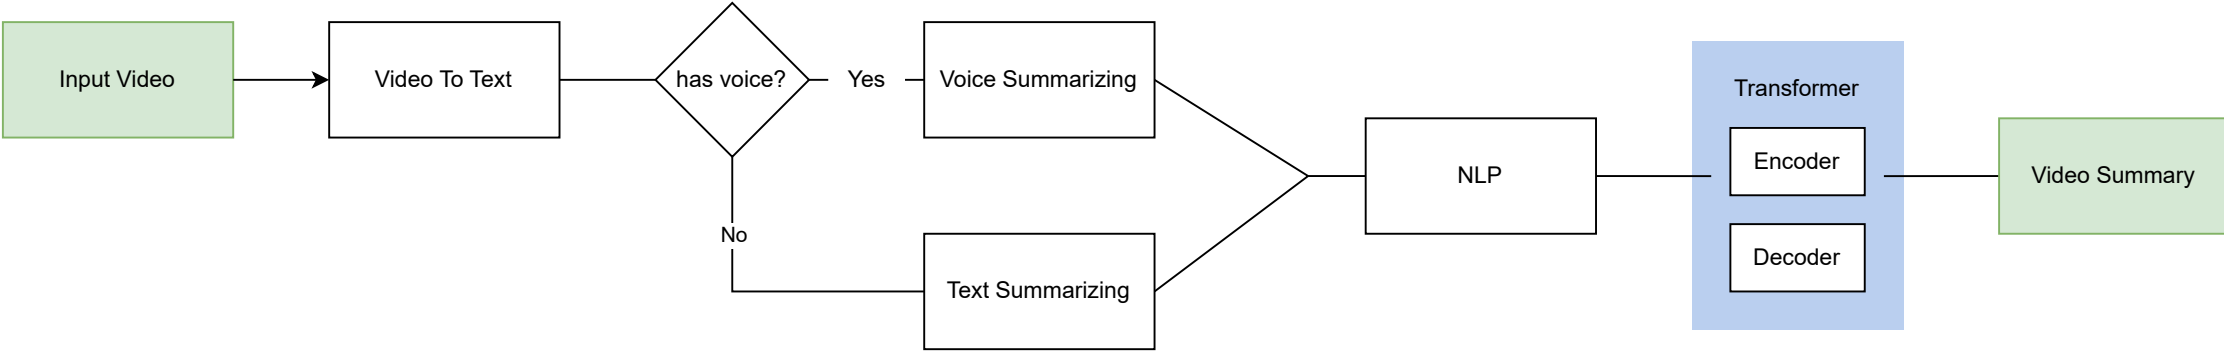 Input Video
Video To Text
has voice?
Yes
Voice Summarizing
No
Text Summarizing
NLP
Transformer
Encoder
Decoder
Video Summary